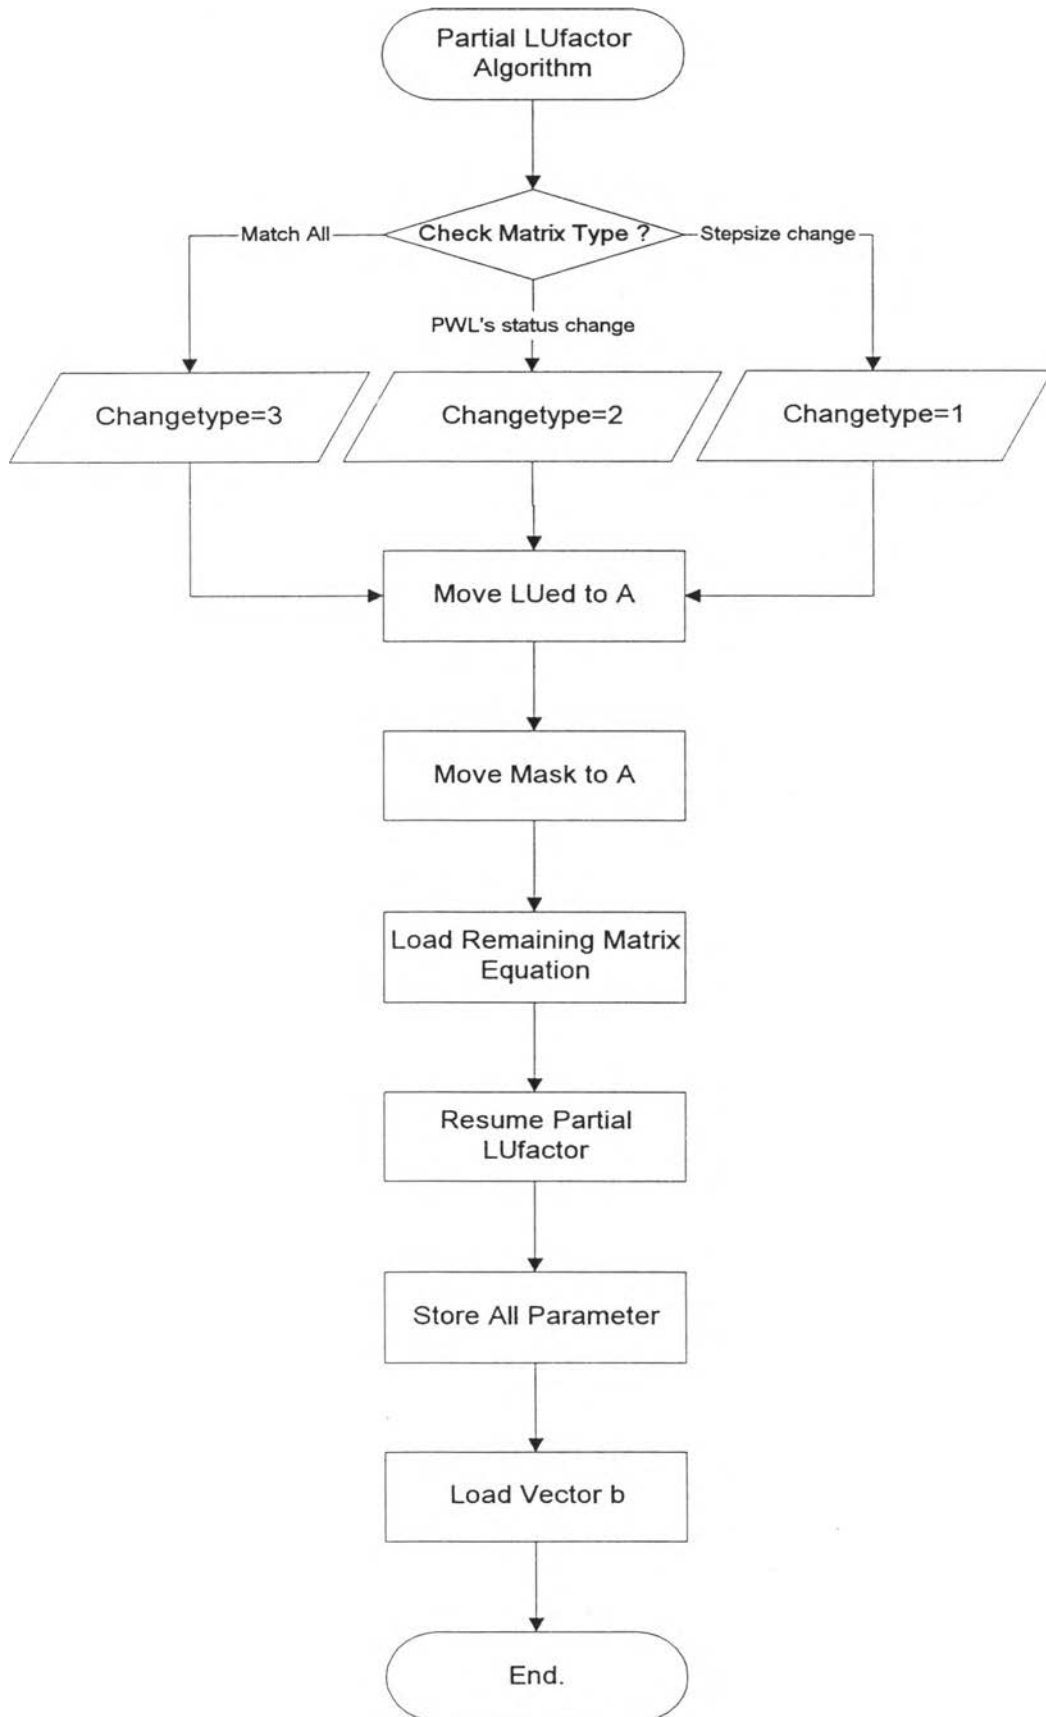 Partial LUfactor
Algorithm
Match All
Check Matrix Type ?
Stepsize change
PWL's status change
Changetype=3
Changetype=2
Changetype=1
Move LUed to A
Move Mask to A
Load Remaining Matrix
Equation
Resume Partial
LUfactor
Store All Parameter
Load Vector b
End.